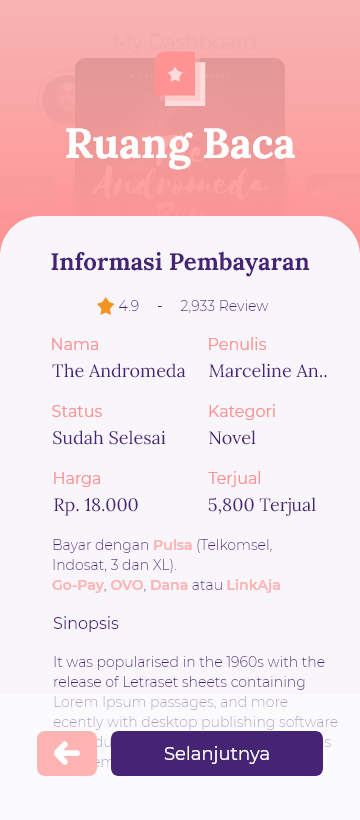 My Dashboard
Andromeda
Ruang Baca
Informasi Pembayaran
4.9 - 2,933 Review
Nama Penulis
The Andromeda Marceline An..
Status Kategori
Sudah Selesai Novel
Harga Terjual
Rp. 18.000 5,800 Terjual
Bayar dengan Pulsa (Telkomsel,
Indosat, 3 dan XL).
Go-Pay, OVO, Dana atau LinkAja
Sinopsis
It was popularised in the 1960s with the
release of Letraset sheets containing
Lorem Ipsum passages, and more
ecently with desktop publishing software
Selanjutnya